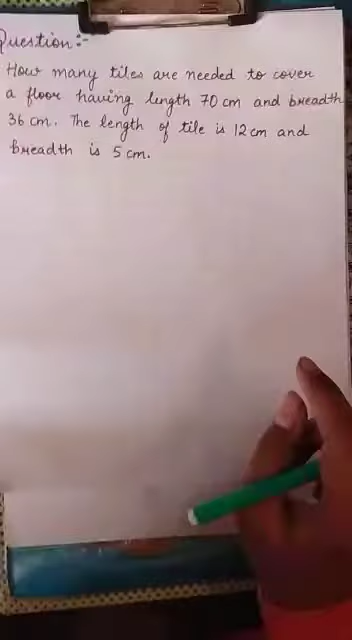 Question:-
How many tiles are needed to cover
a floor having length 70 cm and breadth
36 cm. The length of tile is 12 cm and
breadth is 5 cm.